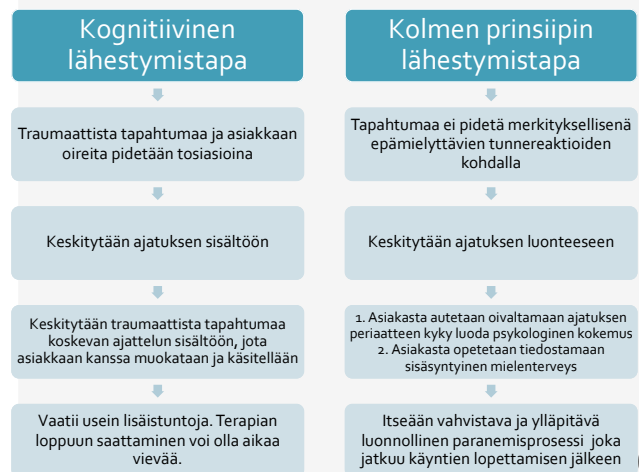 Kognitiivinen
lähestymistapa
Traumaattista tapahtumaa ja asiakkaan
oireita pidetään tosiasioina
Keskitytään ajatuksen sisältöön
Keskitytään traumaattista tapahtumaa
koskevan ajattelun sisältöön, jota
asiakkaan kanssa muokataan ja käsitellään
Vaatii usein lisäistuntoja. Terapian
loppuun saattaminen voi olla aikaa
vievää.
Kolmen prinsiipin
lähestymistapa
Tapahtumaa ei pidetä merkityksellisenä
epämielyttävien tunnereaktioiden
kohdalla
Keskitytään ajatuksen luonteeseen
1. Asiakasta autetaan oivaltamaan ajatuksen
periaatteen kyky luoda psykologinen kokemus
2. Asiakasta opetetaan tiedostamaan
sisäsyntyinen mielenterveys
Itseään vahvistava ja ylläpitävä
luonnollinen paranemisprosessi joka
jatkuu käyntien lopettamisen jälkeen